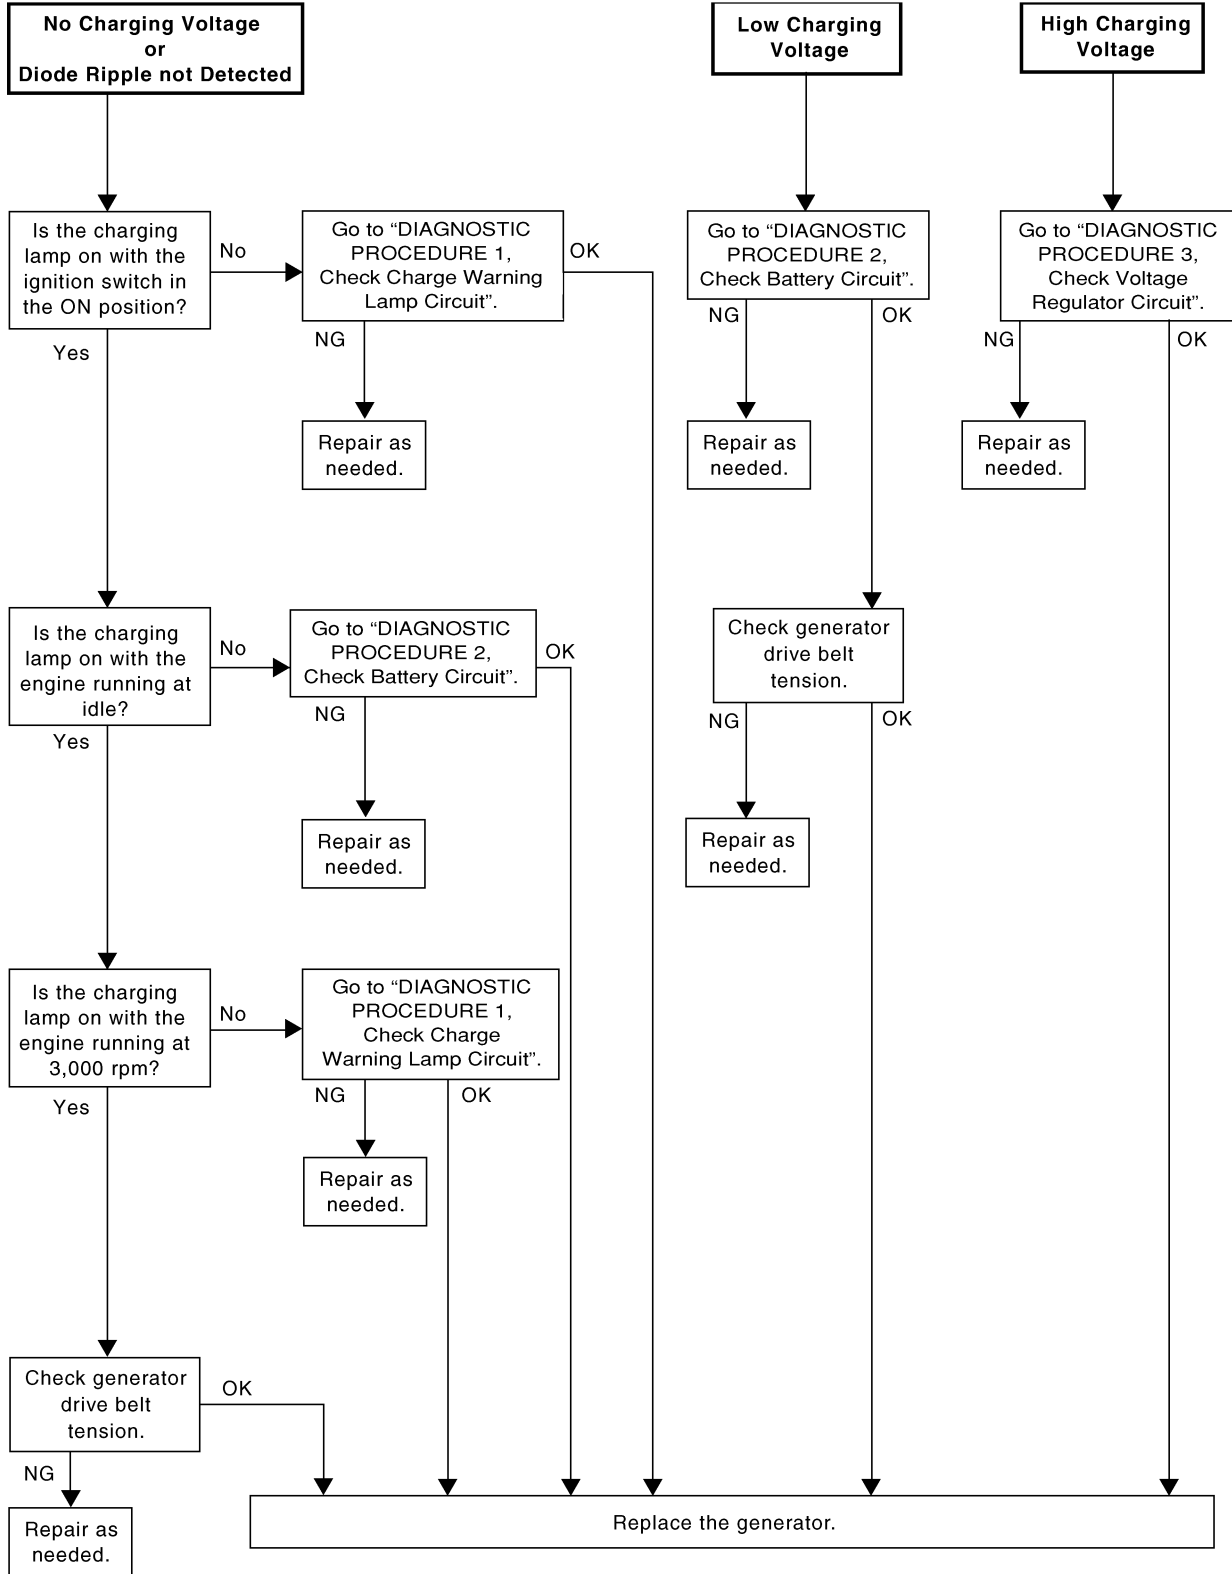 No Charging Voltage
or
Diode Ripple not Detected
Low Charging
Voltage
High Charging
Voltage
Is the charging
lamp on with the
ignition switch in
the ON position?
No
Go to “DIAGNOSTIC
PROCEDURE 1,
Check Charge Warning
Lamp Circuit”.
OK
NG
Yes
Repair as
needed.
Go to “DIAGNOSTIC
PROCEDURE 2,
Check Battery Circuit”.
NG
OK
Repair as
needed.
Go to “DIAGNOSTIC
PROCEDURE 3,
Check Voltage
Regulator Circuit”.
NG
OK
Repair as
needed.
Is the charging
lamp on with the
engine running at
idle?
No
Go to “DIAGNOSTIC
PROCEDURE 2,
Check Battery Circuit”.
OK
NG
Yes
Repair as
needed.
Check generator
drive belt
tension.
NG
OK
Repair as
needed.
Is the charging
lamp on with the
engine running at
3,000 rpm?
No
Go to “DIAGNOSTIC
PROCEDURE 1,
Check Charge
Warning Lamp Circuit”.
NG
OK
Yes
Repair as
needed.
Check generator
drive belt
tension.
OK
NG
Repair as
needed.
Replace the generator.